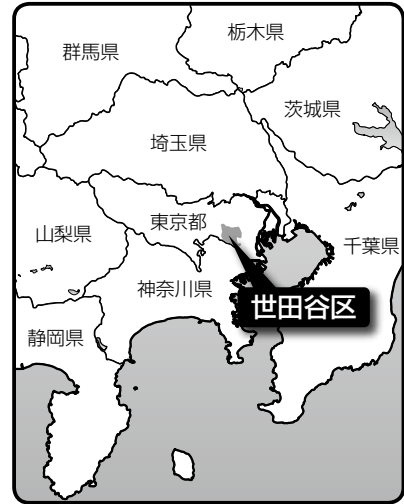 栃木県
群馬県
茨城県
埼玉県
東京都
山梨県
千葉県
神奈川県
世田谷区
静岡県